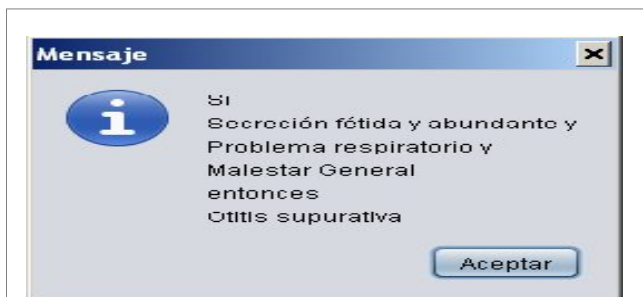 Mensaje
Si
Secreción fétida y abundante y
Problema respiratorio y
Malestar General
entonces
Otitis supurativa
Aceptar